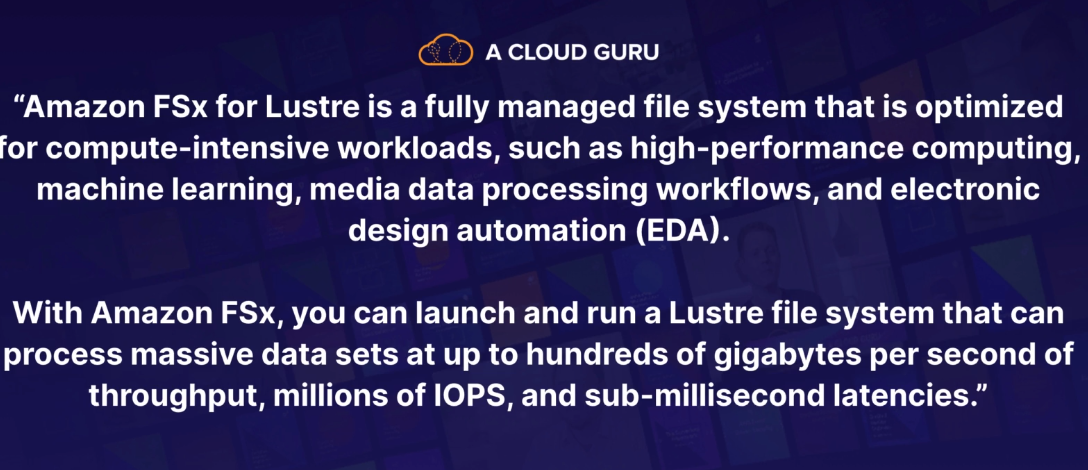 A CLOUD GURU
“Amazon FSx for Lustre is a fully managed file system that is optimized
for compute-intensive workloads, such as high-performance computing,
machine learning, media data processing workflows, and electronic
design automation (EDA).
With Amazon FSx, you can launch and run a Lustre file system that can
process massive data sets at up to hundreds of gigabytes per second of
throughput, millions of IOPS, and sub-millisecond latencies.”